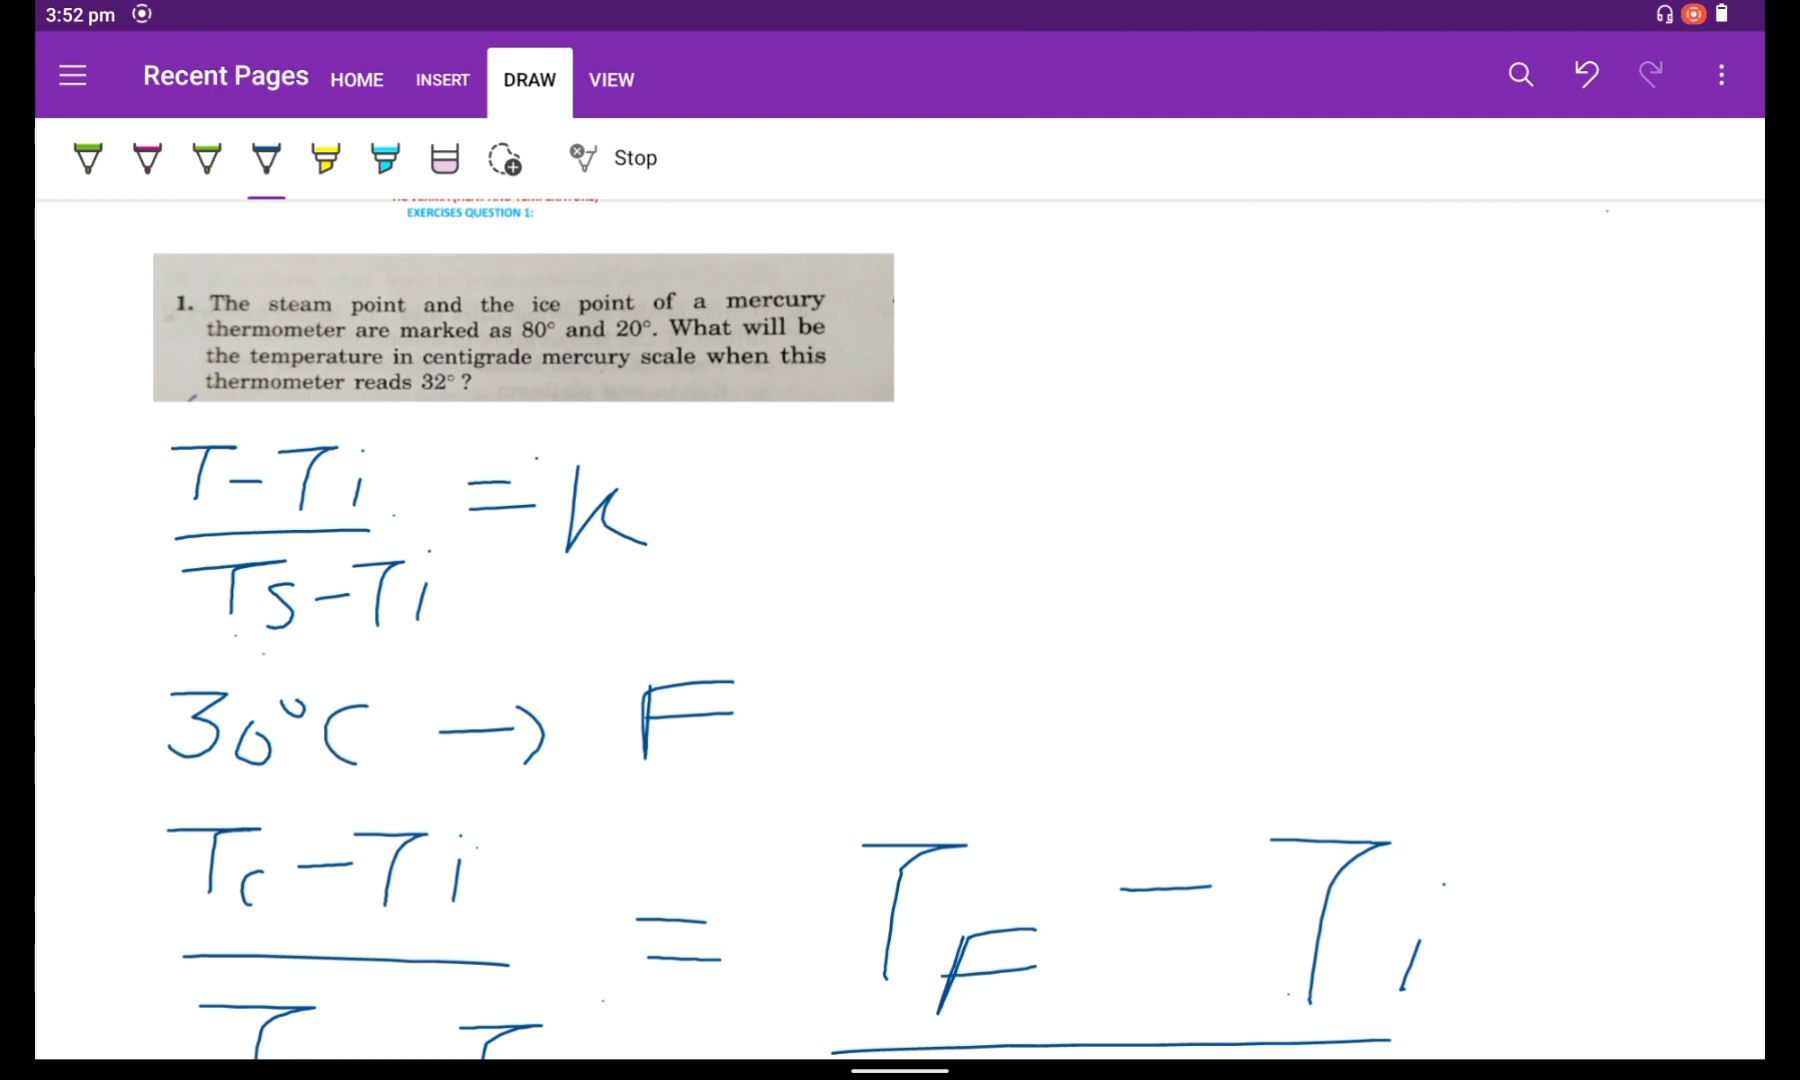 3:52 pm
Recent Pages HOME INSERT DRAW VIEW
Stop
EXERCISES QUESTION 1:
1. The steam point and the ice point of a mercury
thermometer are marked as 80° and 20°. What will be
the temperature in centigrade mercury scale when this
thermometer reads 32° ?
T - Ti
= k
Ts - Ti
30°C → F
Tc - Ti
= TF - Ti